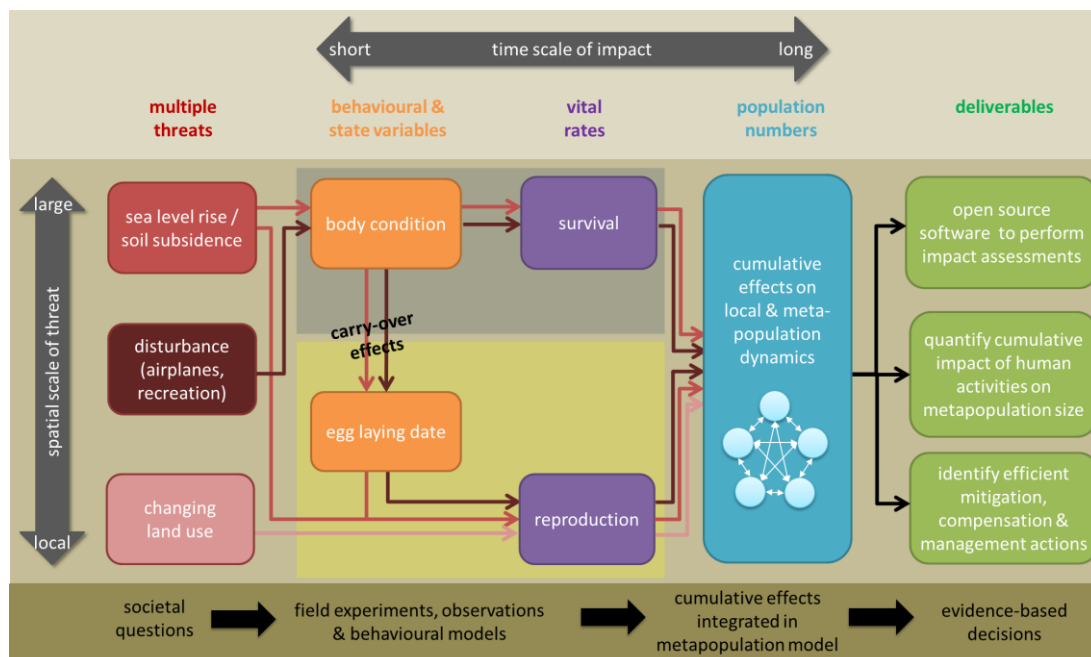 short time scale of impact long
multiple
threats
behavioural &
state variables
vital
rates
population
numbers
deliverables
large
spatial scale of threat
local
sea level rise /
soil subsidence
body condition
survival
open source
software to perform
impact assessments
disturbance
(airplanes,
recreation)
carry-over
effects
cumulative
effects on
local & meta-
population
dynamics
quantify cumulative
impact of human
activities on
metapopulation size
egg laying date
changing
land use
reproduction
identify efficient
mitigation,
compensation &
management actions
societal
questions
field experiments, observations
& behavioural models
cumulative effects
integrated in
metapopulation model
evidence-based
decisions